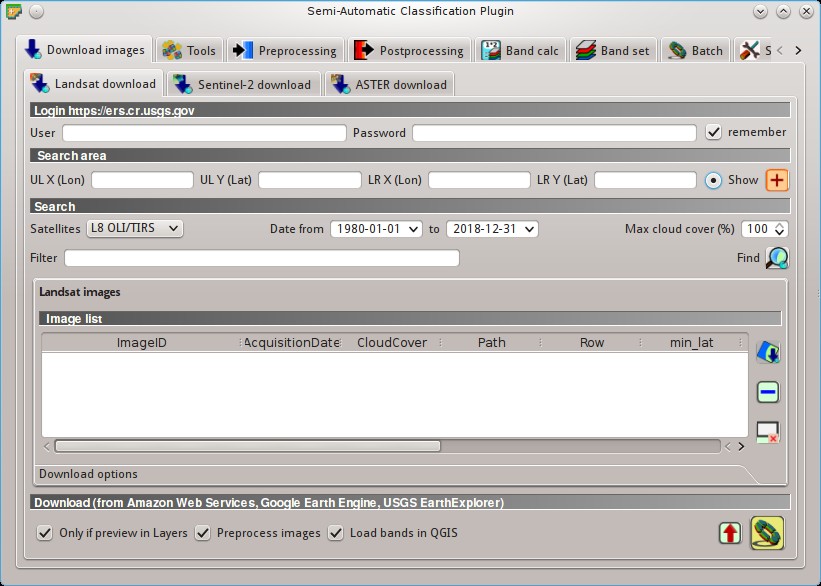 Semi-Automatic Classification Plugin
Download images Tools Preprocessing Postprocessing Band calc Band set Batch S
Landsat download Sentinel-2 download ASTER download
Login https://ers.cr.usgs.gov
User Password remember
Search area
UL X (Lon) UL Y (Lat) LR X (Lon) LR Y (Lat) Show
Search
Satellites L8 OLI/TIRS Date from 1980-01-01 to 2018-12-31 Max cloud cover (%) 100
Filter Find
Landsat images
Image list
ImageID AcquisitionDate CloudCover Path Row min_lat
Download options
Download (from Amazon Web Services, Google Earth Engine, USGS EarthExplorer)
Only if preview in Layers Preprocess images Load bands in QGIS